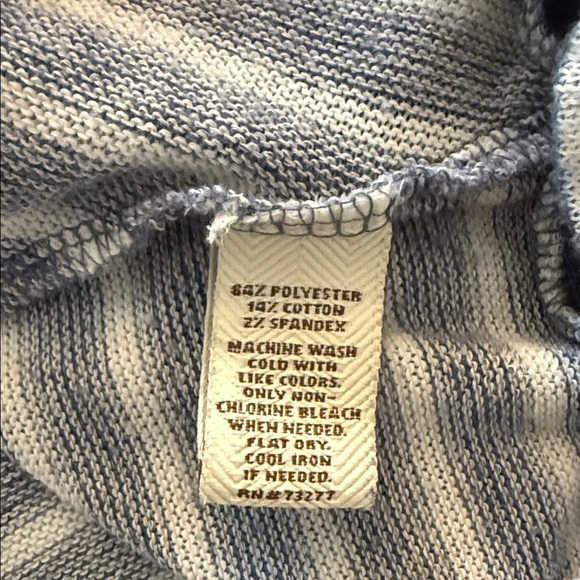 84% POLYESTER
14% COTTON
2% SPANDEX
MACHINE WASH
COLD WITH
LIKE COLORS.
ONLY NON-
CHLORINE BLEACH
WHEN NEEDED.
FLAT DRY.
COOL IRON
IF NEEDED.
RN#73277